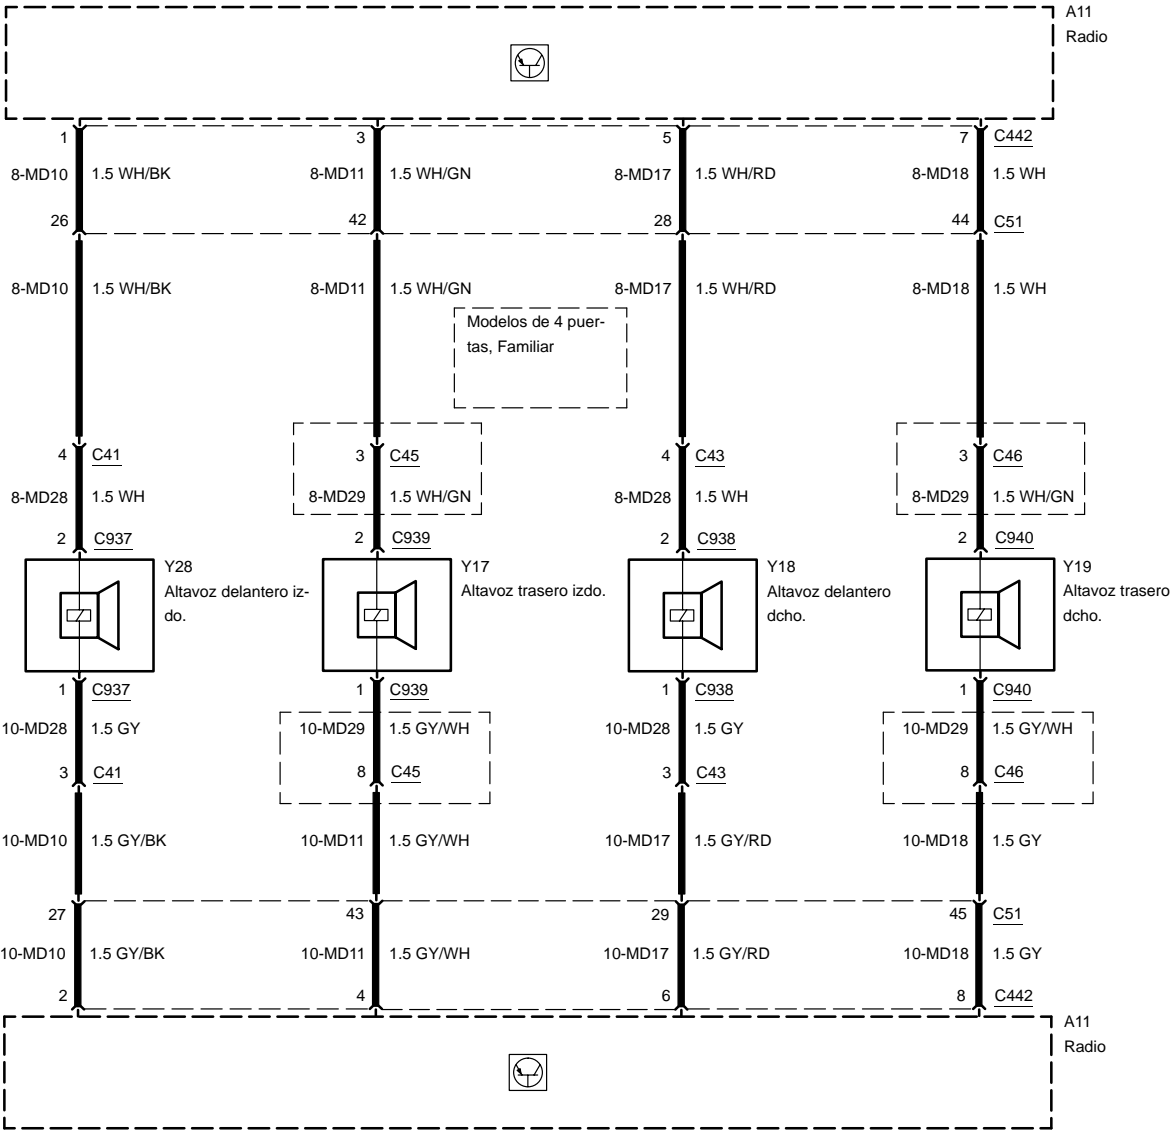 A11
Radio
1 3 5 7 C442
8-MD10 1.5 WH/BK 8-MD11 1.5 WH/GN 8-MD17 1.5 WH/RD 8-MD18 1.5 WH
26 42 28 44 C51
8-MD10 1.5 WH/BK 8-MD11 1.5 WH/GN 8-MD17 1.5 WH/RD 8-MD18 1.5 WH
Modelos de 4 puer-
tas, Familiar
4 C41 3 C45 4 C43 3 C46
8-MD28 1.5 WH 8-MD29 1.5 WH/GN 8-MD28 1.5 WH 8-MD29 1.5 WH/GN
2 C937 2 C939 2 C938 2 C940
Y28
Altavoz delantero iz-
do.
Y17
Altavoz trasero izdo.
Y18
Altavoz delantero
dcho.
Y19
Altavoz trasero
dcho.
1 C937 1 C939 1 C938 1 C940
10-MD28 1.5 GY 10-MD29 1.5 GY/WH 10-MD28 1.5 GY 10-MD29 1.5 GY/WH
3 C41 8 C45 3 C43 8 C46
10-MD10 1.5 GY/BK 10-MD11 1.5 GY/WH 10-MD17 1.5 GY/RD 10-MD18 1.5 GY
27 43 29 45 C51
10-MD10 1.5 GY/BK 10-MD11 1.5 GY/WH 10-MD17 1.5 GY/RD 10-MD18 1.5 GY
2 4 6 8 C442
A11
Radio